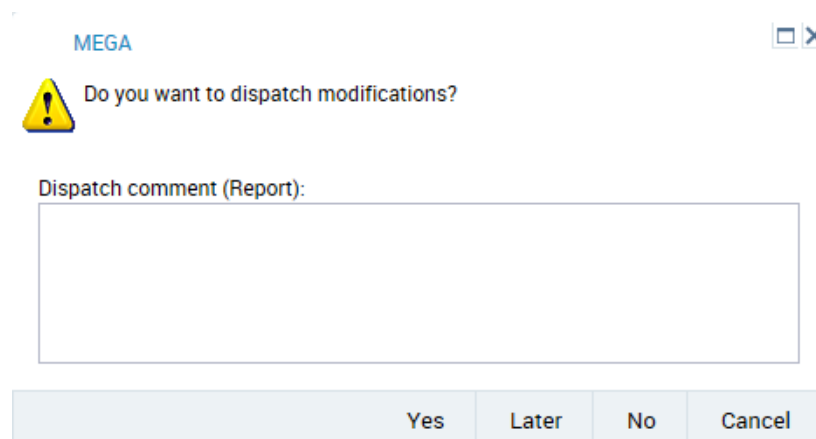 MEGA
Do you want to dispatch modifications?
Dispatch comment (Report):
Yes Later No Cancel